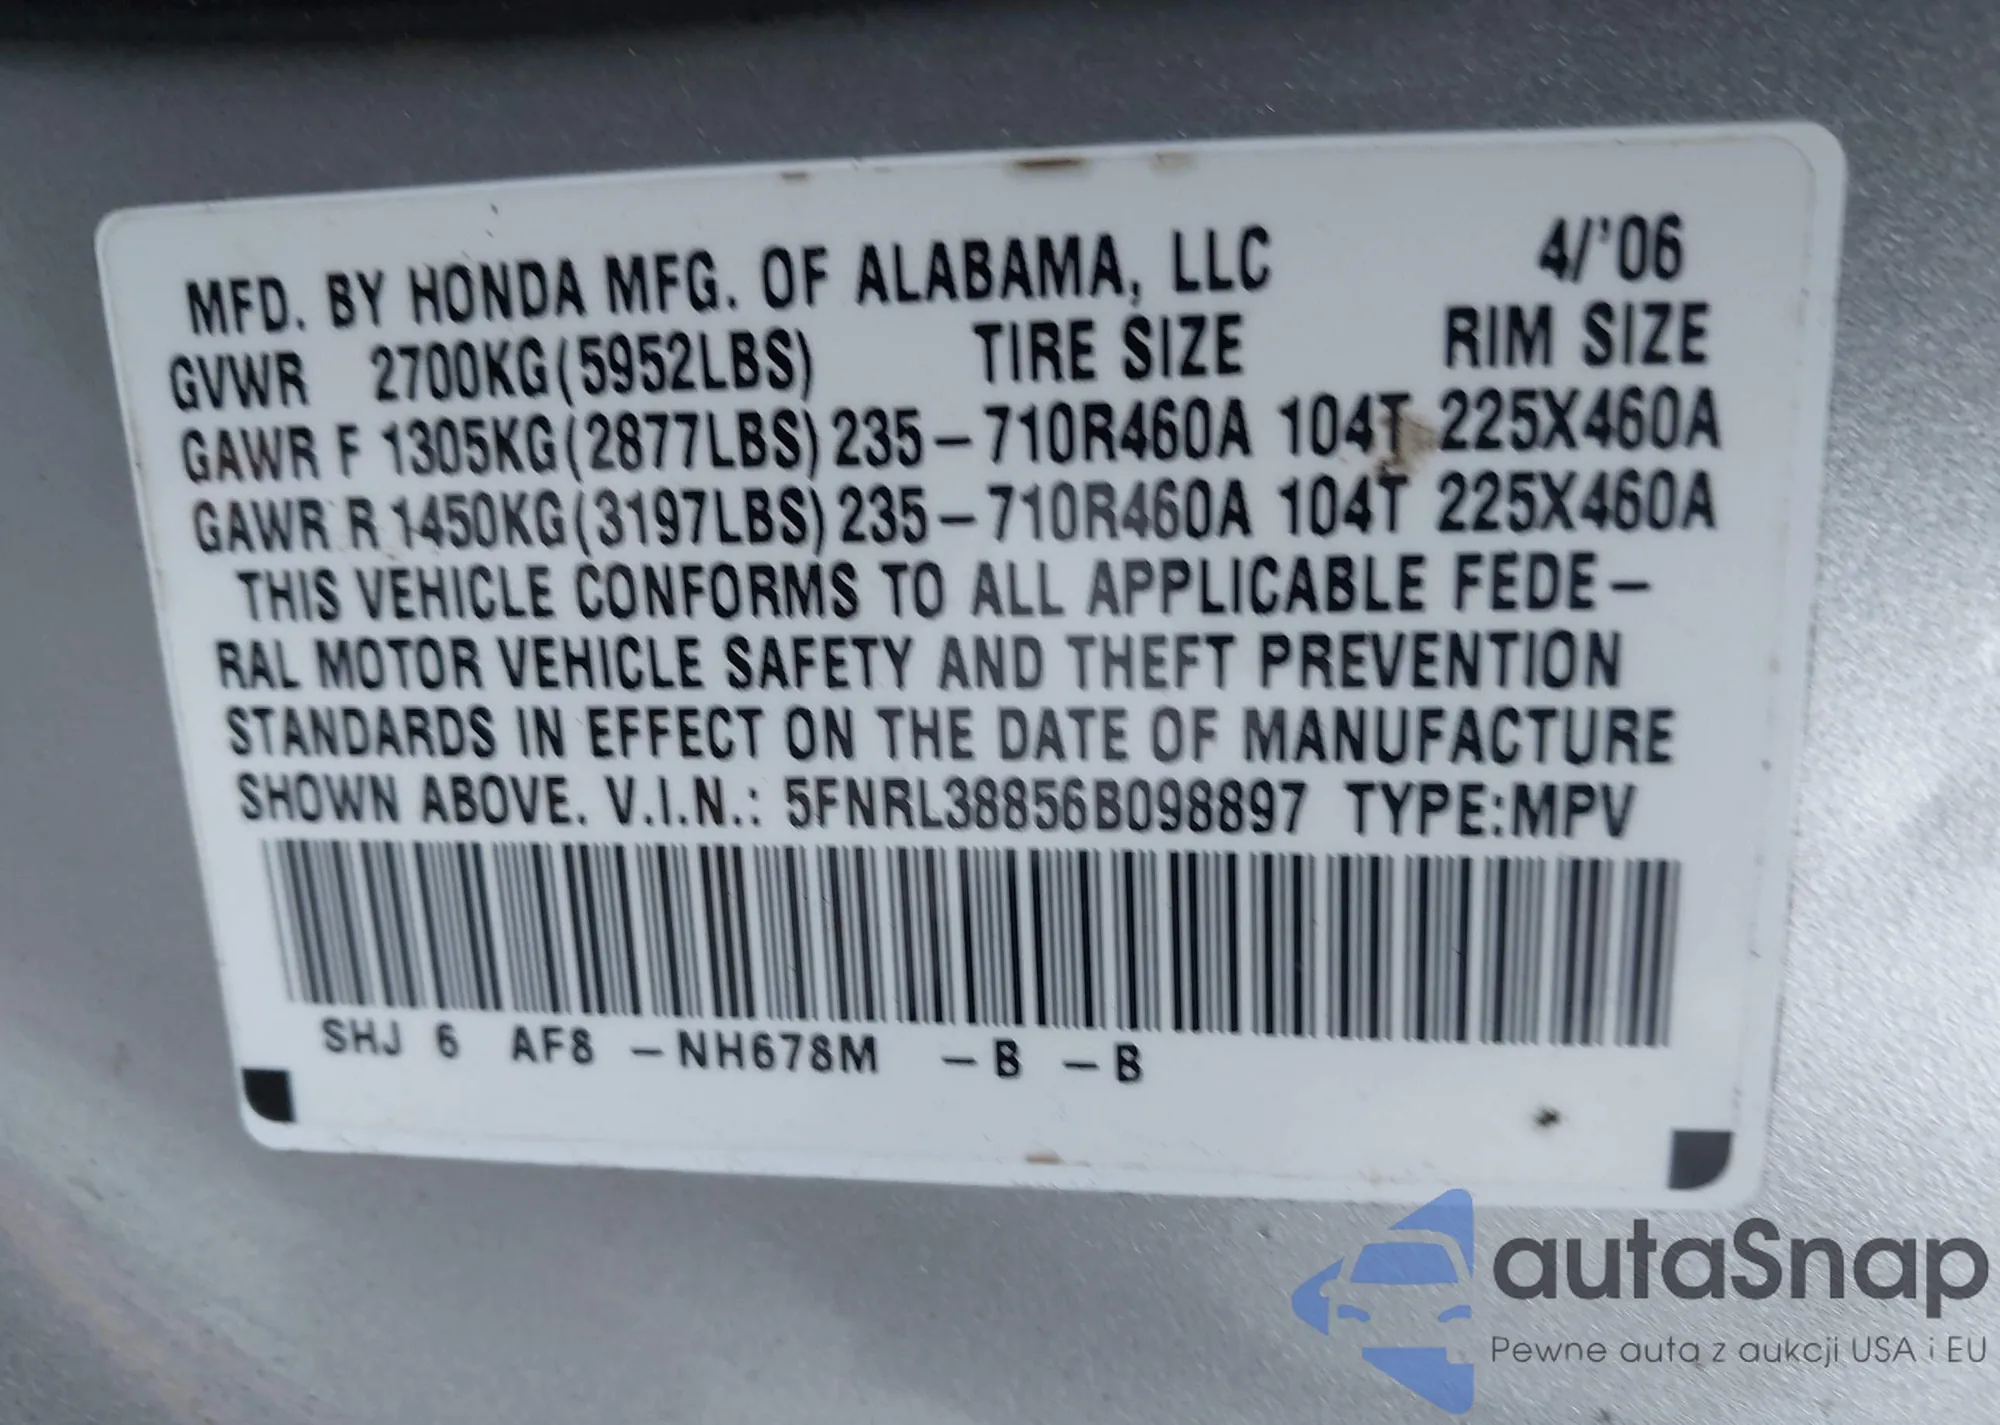 MFD. BY HONDA MFG. OF ALABAMA, LLC 4/'06
GVWR 2700KG(5952LBS) TIRE SIZE RIM SIZE
GAWR F 1305KG(2877LBS) 235-710R460A 104T 225X460A
GAWR R 1450KG(3197LBS) 235-710R460A 104T 225X460A
THIS VEHICLE CONFORMS TO ALL APPLICABLE FEDE-
RAL MOTOR VEHICLE SAFETY AND THEFT PREVENTION
STANDARDS IN EFFECT ON THE DATE OF MANUFACTURE
SHOWN ABOVE. V.I.N.: 5FNRL38856B098897 TYPE:MPV
SHJ 6 AF8 -NH678M -B -B
autaSnap
Pewne auta z aukcji USA i EU